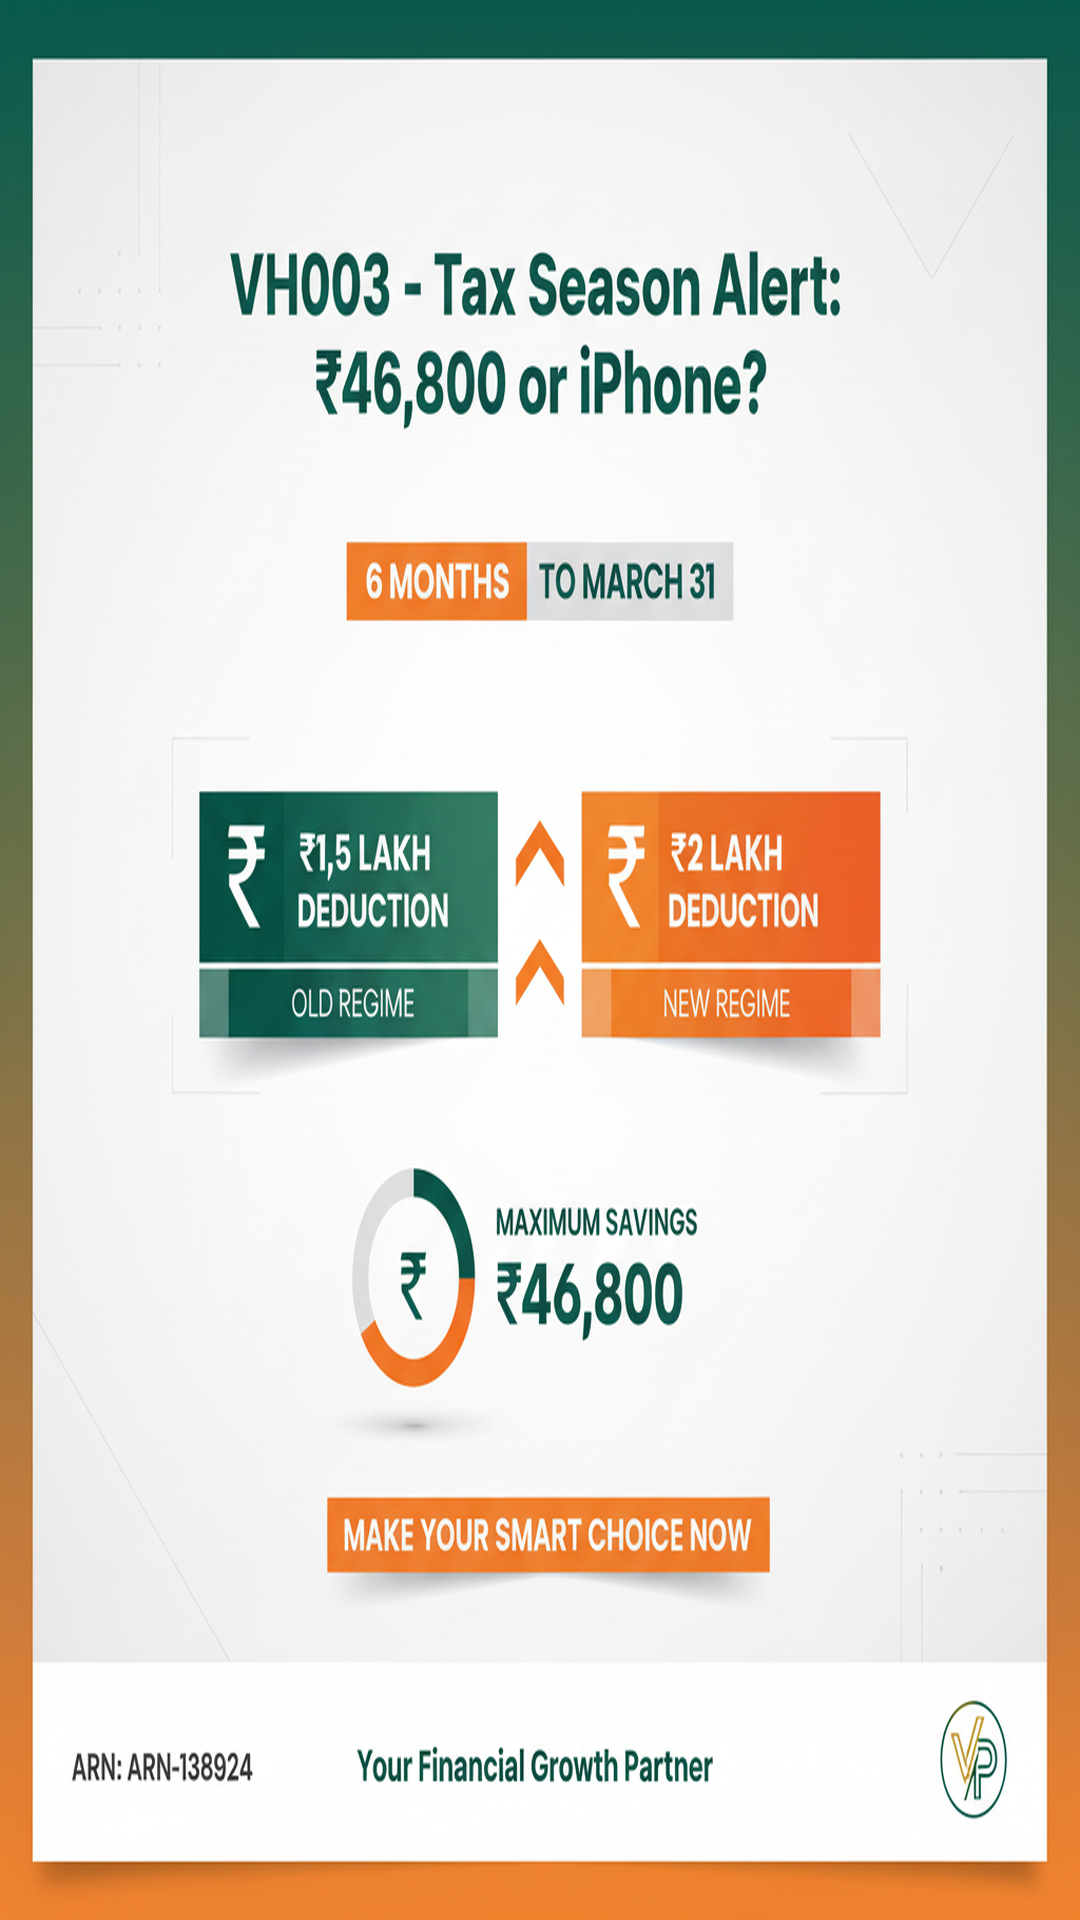 VH003 - Tax Season Alert:
₹46,800 or iPhone?
6 MONTHS TO MARCH 31
₹
₹1,5 LAKH
DEDUCTION
OLD REGIME
₹
₹2 LAKH
DEDUCTION
NEW REGIME
₹
MAXIMUM SAVINGS
₹46,800
MAKE YOUR SMART CHOICE NOW
ARN: ARN-138924
Your Financial Growth Partner
VP